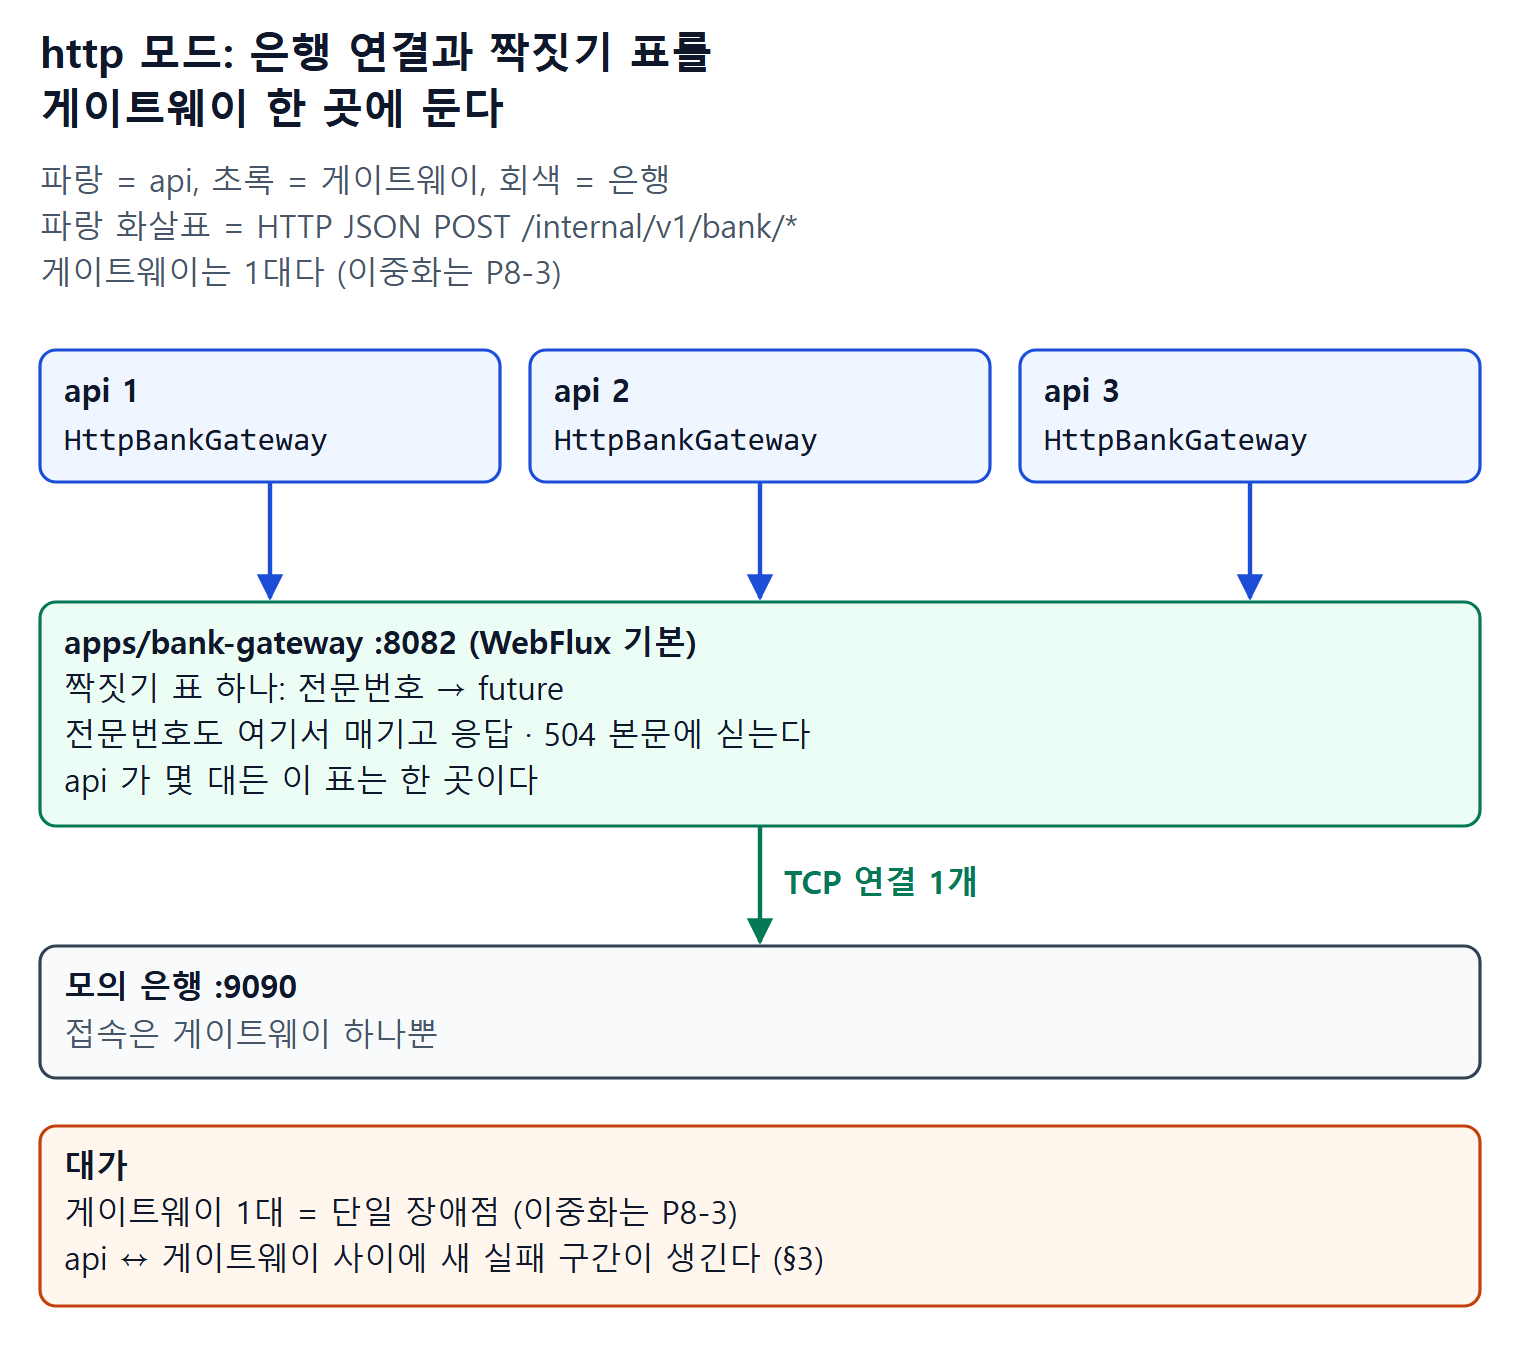 http 모드: 은행 연결과 짝짓기 표를
게이트웨이 한 곳에 둔다
파랑 = api, 초록 = 게이트웨이, 회색 = 은행
파랑 화살표 = HTTP JSON POST /internal/v1/bank/*
게이트웨이는 1대다 (이중화는 P8-3)
api 1
HttpBankGateway
api 2
HttpBankGateway
api 3
HttpBankGateway
apps/bank-gateway :8082 (WebFlux 기본)
짝짓기 표 하나: 전문번호 → future
전문번호도 여기서 매기고 응답 · 504 본문에 싣는다
api 가 몇 대든 이 표는 한 곳이다
TCP 연결 1개
모의 은행 :9090
접속은 게이트웨이 하나뿐
대가
게이트웨이 1대 = 단일 장애점 (이중화는 P8-3)
api ↔ 게이트웨이 사이에 새 실패 구간이 생긴다 (§3)